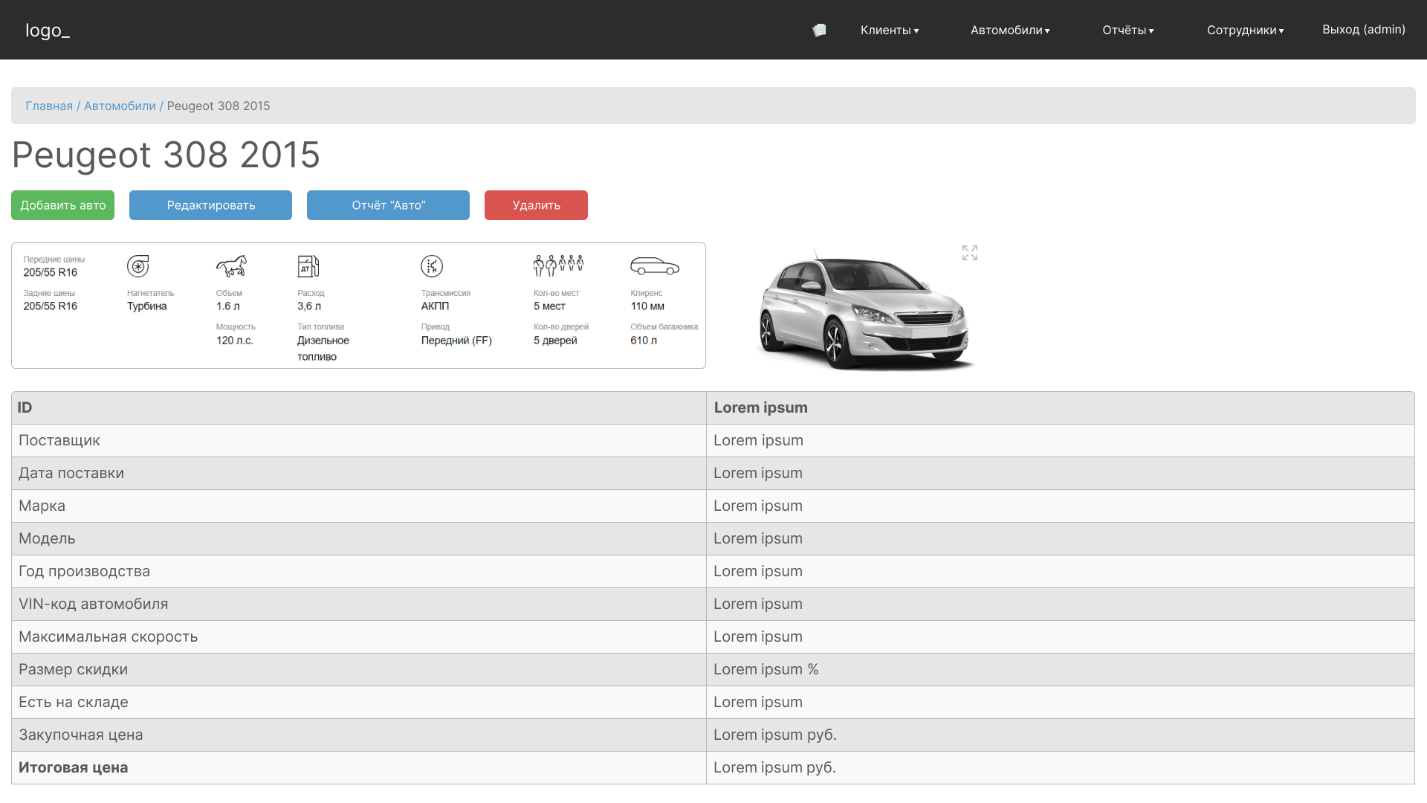 logo_
Клиенты▼
Автомобили▼
Отчёты▼
Сотрудники▼
Выход (admin)
Главная / Автомобили / Peugeot 308 2015
Peugeot 308 2015
Добавить авто
Редактировать
Отчёт “Авто”
Удалить
Передние шины
205/55 R16
Задние шины
205/55 R16
Нагнетатель
Турбина
Объем
1.6 л
Мощность
120 л.с.
ДТ
Расход
3,6 л
Тип топлива
Дизельное
топливо
Трансмиссия
АКПП
Привод
Передний (FF)
Кол-во мест
5 мест
Кол-во дверей
5 дверей
Клиренс
110 мм
Объем багажника
610 л
ID Lorem ipsum
Поставщик Lorem ipsum
Дата поставки Lorem ipsum
Марка Lorem ipsum
Модель Lorem ipsum
Год производства Lorem ipsum
VIN-код автомобиля Lorem ipsum
Максимальная скорость Lorem ipsum
Размер скидки Lorem ipsum %
Есть на складе Lorem ipsum
Закупочная цена Lorem ipsum руб.
Итоговая цена Lorem ipsum руб.